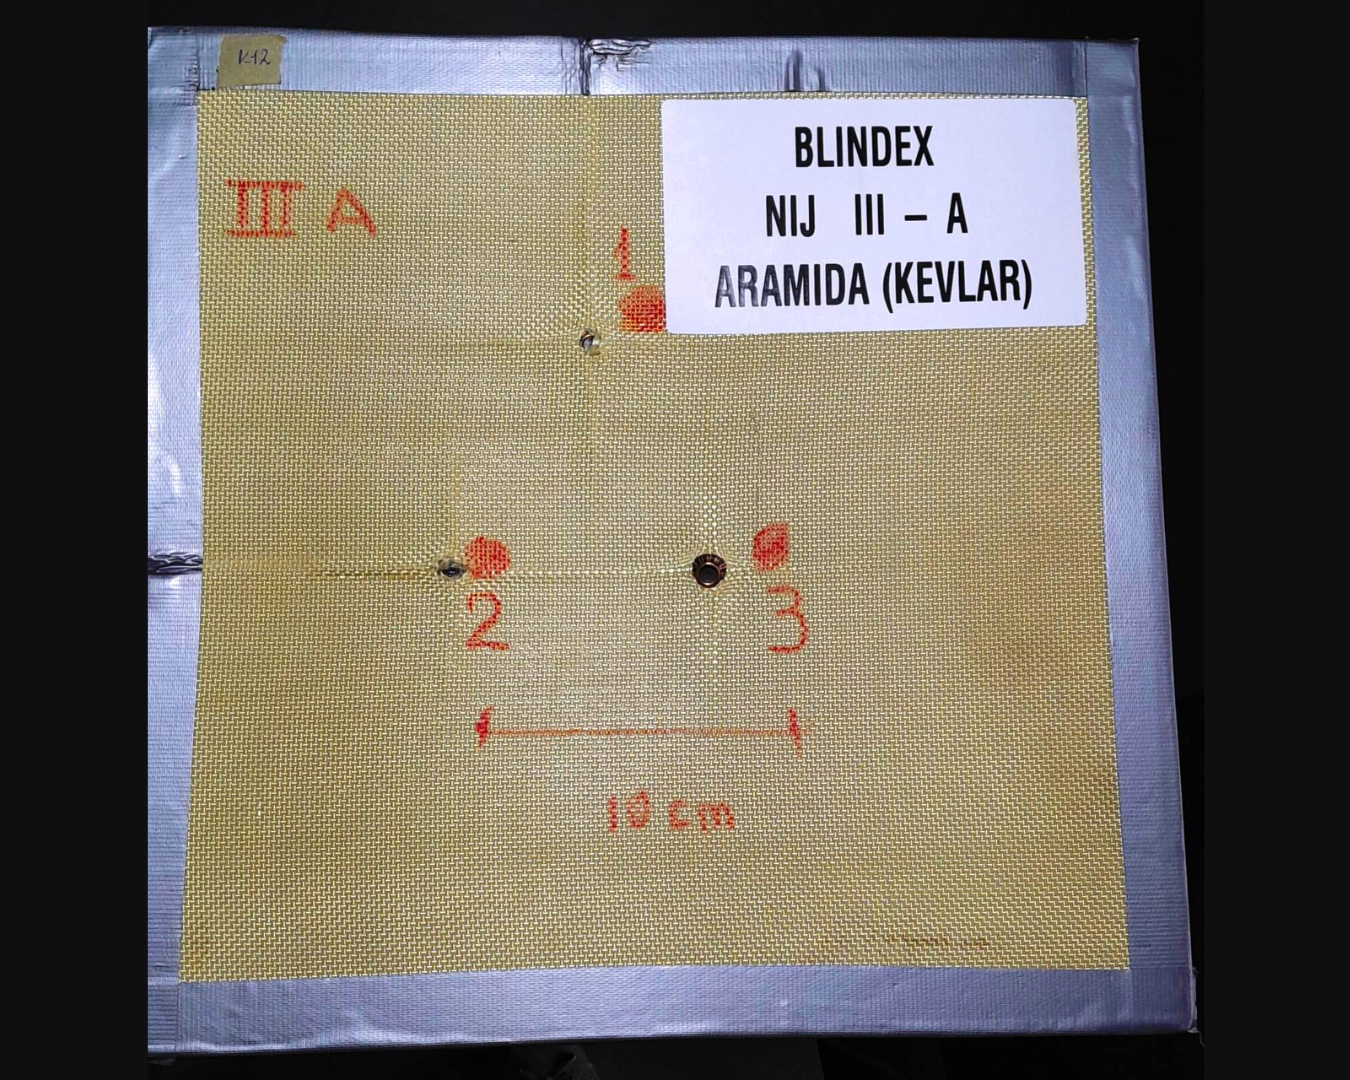 K12
BLINDEX
NIJ III – A
ARAMIDA (KEVLAR)
III A
1
2
3
10 cm